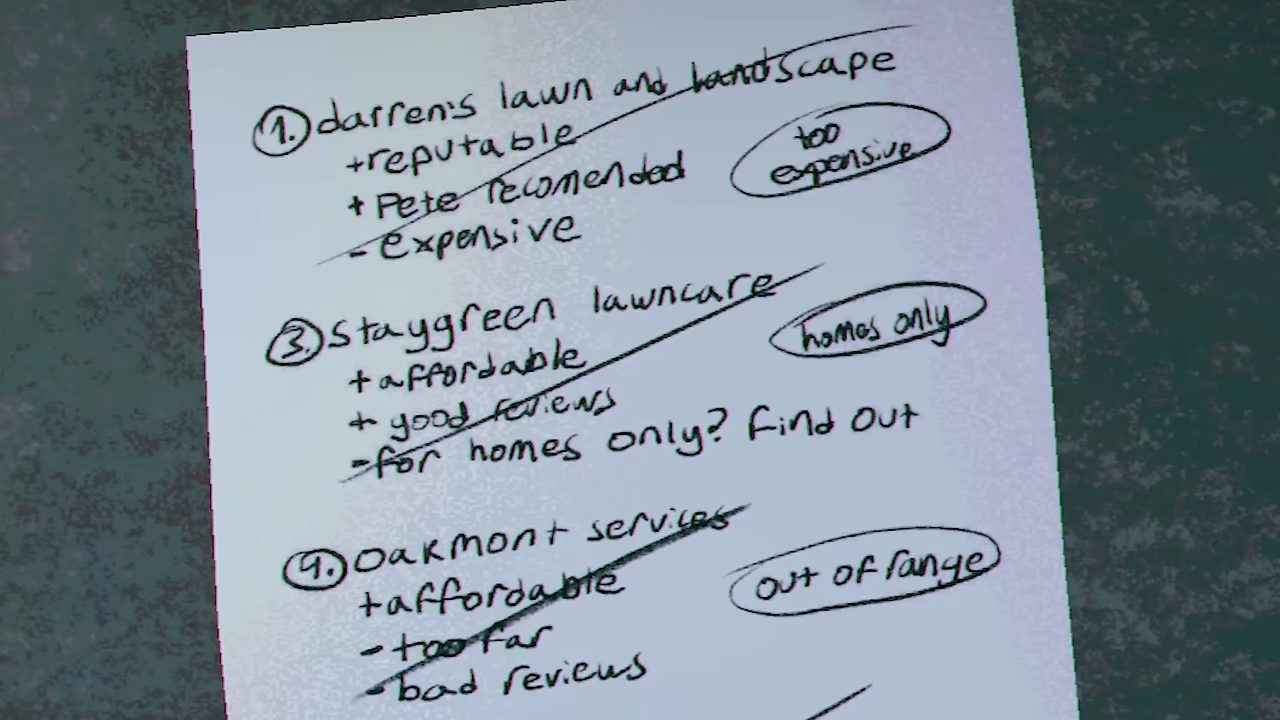 1. darren's lawn and landscape
+reputable
+ Pete recomended
- expensive
too
expensive
3. Staygreen lawncare
+ affordable
+ good reviews
-for homes only? find out
homes only
9. Oakmont services
+affordable
- too far
- bad reviews
out of range